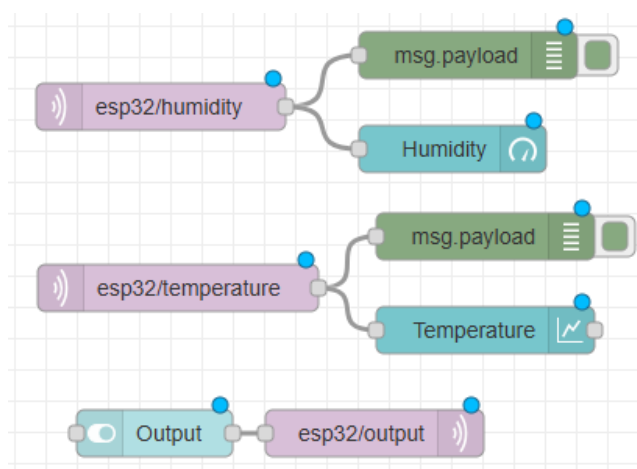 msg.payload
esp32/humidity
Humidity
msg.payload
esp32/temperature
Temperature
Output
esp32/output